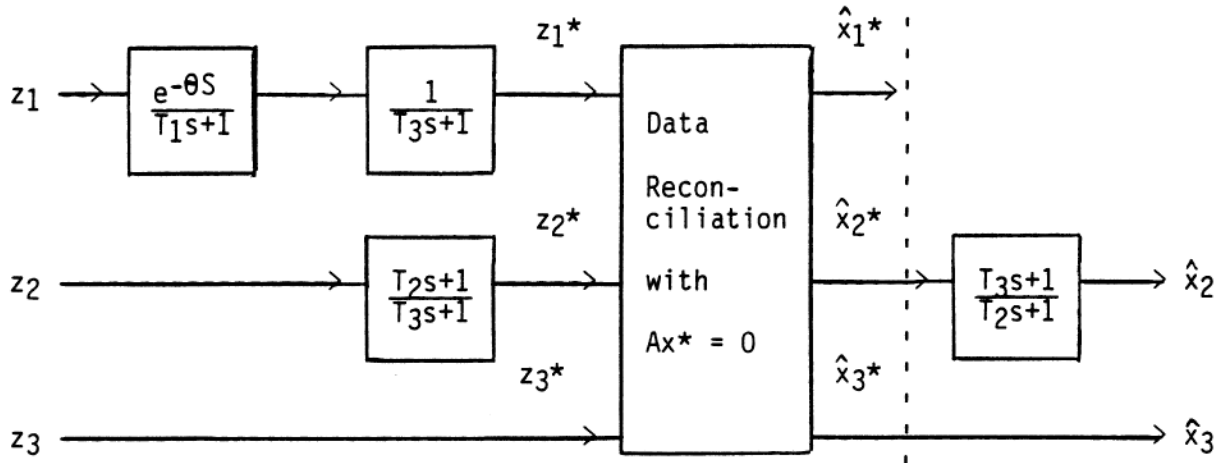 z1* x̂1*
z1 e-θS 1 Data
T1s+1 T3s+1
Recon-
ciliation
z2* x̂2*
z2 T2s+1 with T3s+1 x̂2
T3s+1 T2s+1
Ax* = 0
z3* x̂3*
z3 x̂3